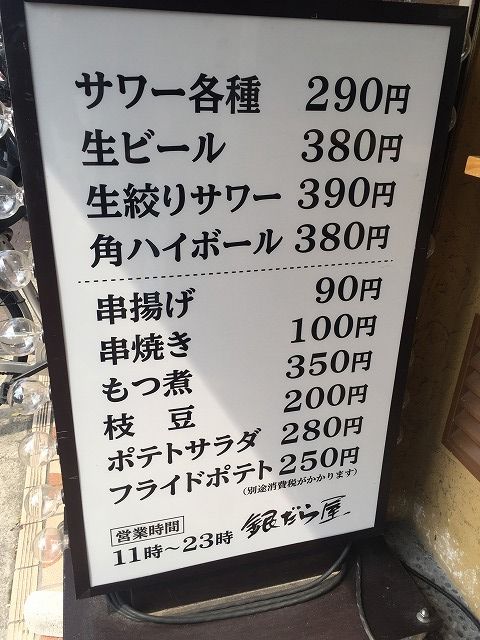 サワー各種 290円
生ビール 380円
生絞りサワー 390円
角ハイボール 380円
串揚げ 90円
串焼き 100円
もつ煮 350円
枝豆 200円
ポテトサラダ 280円
フライドポテト 250円
(別途消費税がかかります)
営業時間
11時〜23時
銀だら屋